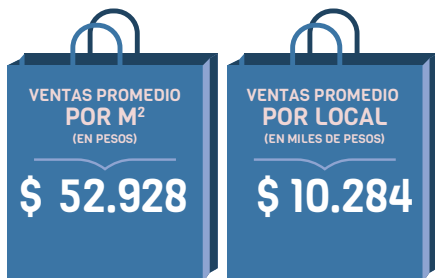 VENTAS PROMEDIO
POR M²
(EN PESOS)
$ 52.928
VENTAS PROMEDIO
POR LOCAL
(EN MILES DE PESOS)
$ 10.284